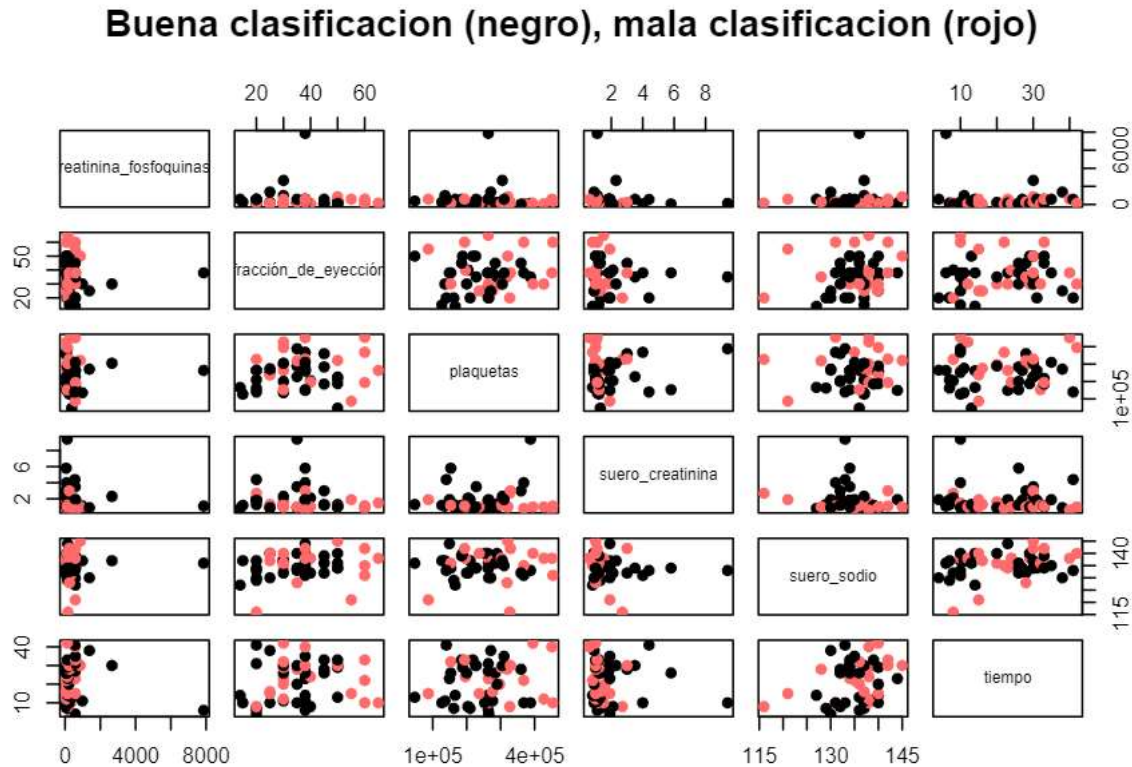 Buena clasificacion (negro), mala clasificacion (rojo)
20 40 60
2 4 6 8
10 30
reatinina_fosfoquinas
0 6000
20 50
fracción_de_eyección
plaquetas
1e+05
2 6
suero_creatinina
suero_sodio
115 140
10 40
tiempo
0 4000 8000
1e+05 4e+05
115 130 145